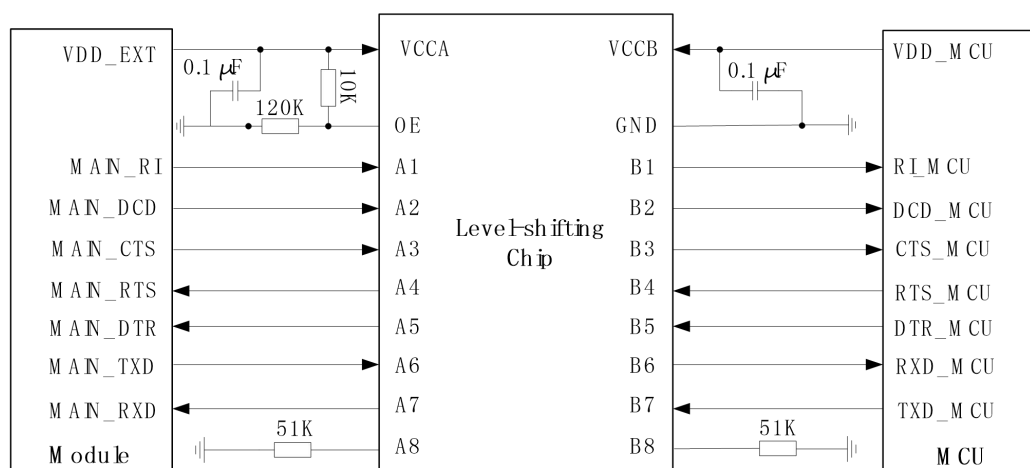 VDD_EXT
VCCA
VCCB
VDD_MCU
0.1 μF
10K
0.1 μF
120K
OE
GND
MAIN_RI
A1
B1
RI_MCU
MAIN_DCD
A2
B2
DCD_MCU
Level-shifting
Chip
MAIN_CTS
A3
B3
CTS_MCU
MAIN_RTS
A4
B4
RTS_MCU
MAIN_DTR
A5
B5
DTR_MCU
MAIN_TXD
A6
B6
RXD_MCU
MAIN_RXD
A7
B7
TXD_MCU
51K
A8
B8
51K
Module
MCU